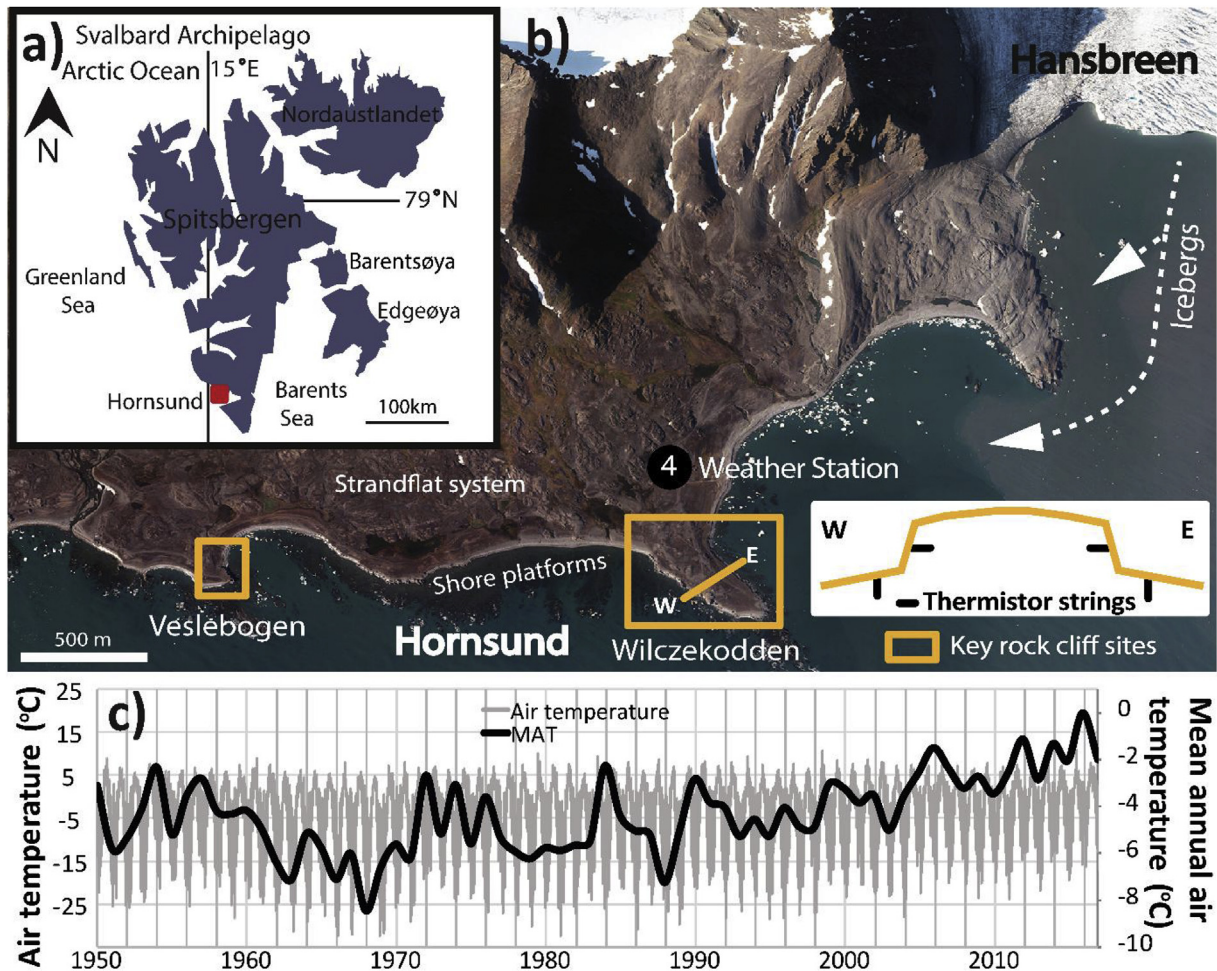 a)
Svalbard Archipelago
Arctic Ocean
15°E
N
Nordaustlandet
79°N
Spitsbergen
Greenland
Sea
Barentsøya
Edgeøya
Hornsund
Barents
Sea
100km
b)
Hansbreen
Icebergs
4 Weather Station
Strandflat system
Shore platforms
W
E
Veslebogen
Hornsund
Wilczekodden
500 m
W
E
Thermistor strings
Key rock cliff sites
c)
Air temperature (°C)
25
15
5
-5
-15
-25
Air temperature
MAT
0
-2
-4
-6
-8
-10
Mean annual air
temperature (°C)
1950 1960 1970 1980 1990 2000 2010